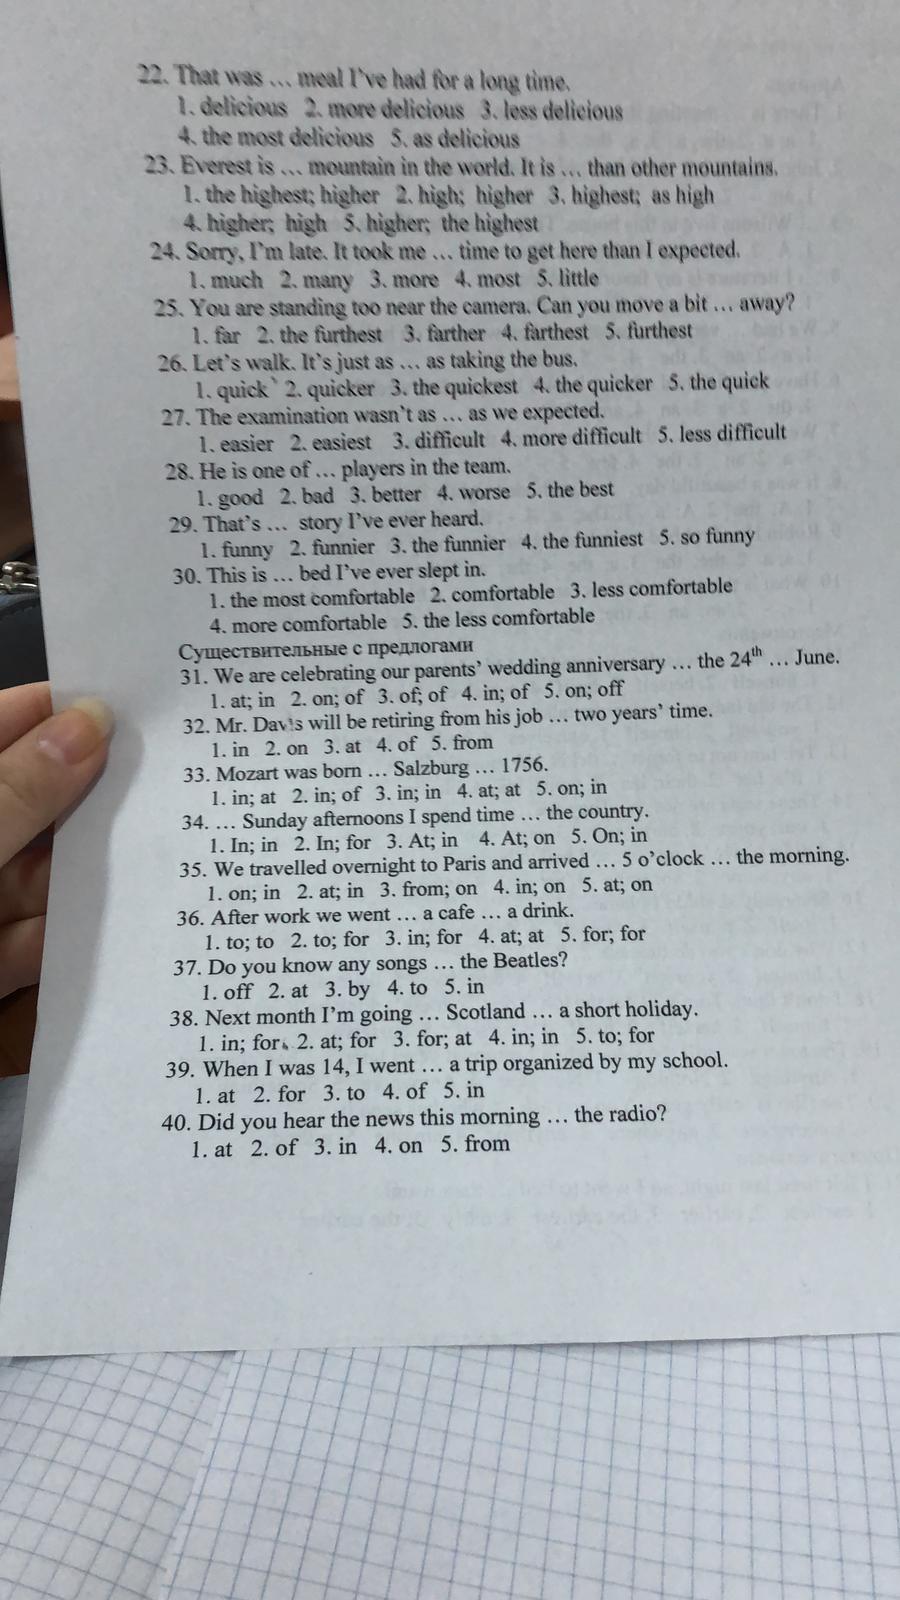 22. That was … meal I've had for a long time.
1. delicious 2. more delicious 3. less delicious
4. the most delicious 5. as delicious
23. Everest is … mountain in the world. It is … than other mountains.
1. the highest; higher 2. high; higher 3. highest; as high
4. higher; high 5. higher; the highest
24. Sorry, I'm late. It took me … time to get here than I expected.
1. much 2. many 3. more 4. most 5. little
25. You are standing too near the camera. Can you move a bit … away?
1. far 2. the furthest 3. farther 4. farthest 5. furthest
26. Let's walk. It's just as … as taking the bus.
1. quick 2. quicker 3. the quickest 4. the quicker 5. the quick
27. The examination wasn't as … as we expected.
1. easier 2. easiest 3. difficult 4. more difficult 5. less difficult
28. He is one of … players in the team.
1. good 2. bad 3. better 4. worse 5. the best
29. That's … story I've ever heard.
1. funny 2. funnier 3. the funnier 4. the funniest 5. so funny
30. This is … bed I've ever slept in.
1. the most comfortable 2. comfortable 3. less comfortable
4. more comfortable 5. the less comfortable
Существительные с предлогами
31. We are celebrating our parents' wedding anniversary … the 24th … June.
1. at; in 2. on; of 3. of; of 4. in; of 5. on; off
32. Mr. Davis will be retiring from his job … two years' time.
1. in 2. on 3. at 4. of 5. from
33. Mozart was born … Salzburg … 1756.
1. in; at 2. in; of 3. in; in 4. at; at 5. on; in
34. … Sunday afternoons I spend time … the country.
1. In; in 2. In; for 3. At; in 4. At; on 5. On; in
35. We travelled overnight to Paris and arrived … 5 o'clock … the morning.
1. on; in 2. at; in 3. from; on 4. in; on 5. at; on
36. After work we went … a cafe … a drink.
1. to; to 2. to; for 3. in; for 4. at; at 5. for; for
37. Do you know any songs … the Beatles?
1. off 2. at 3. by 4. to 5. in
38. Next month I'm going … Scotland … a short holiday.
1. in; for 2. at; for 3. for; at 4. in; in 5. to; for
39. When I was 14, I went … a trip organized by my school.
1. at 2. for 3. to 4. of 5. in
40. Did you hear the news this morning … the radio?
1. at 2. of 3. in 4. on 5. from